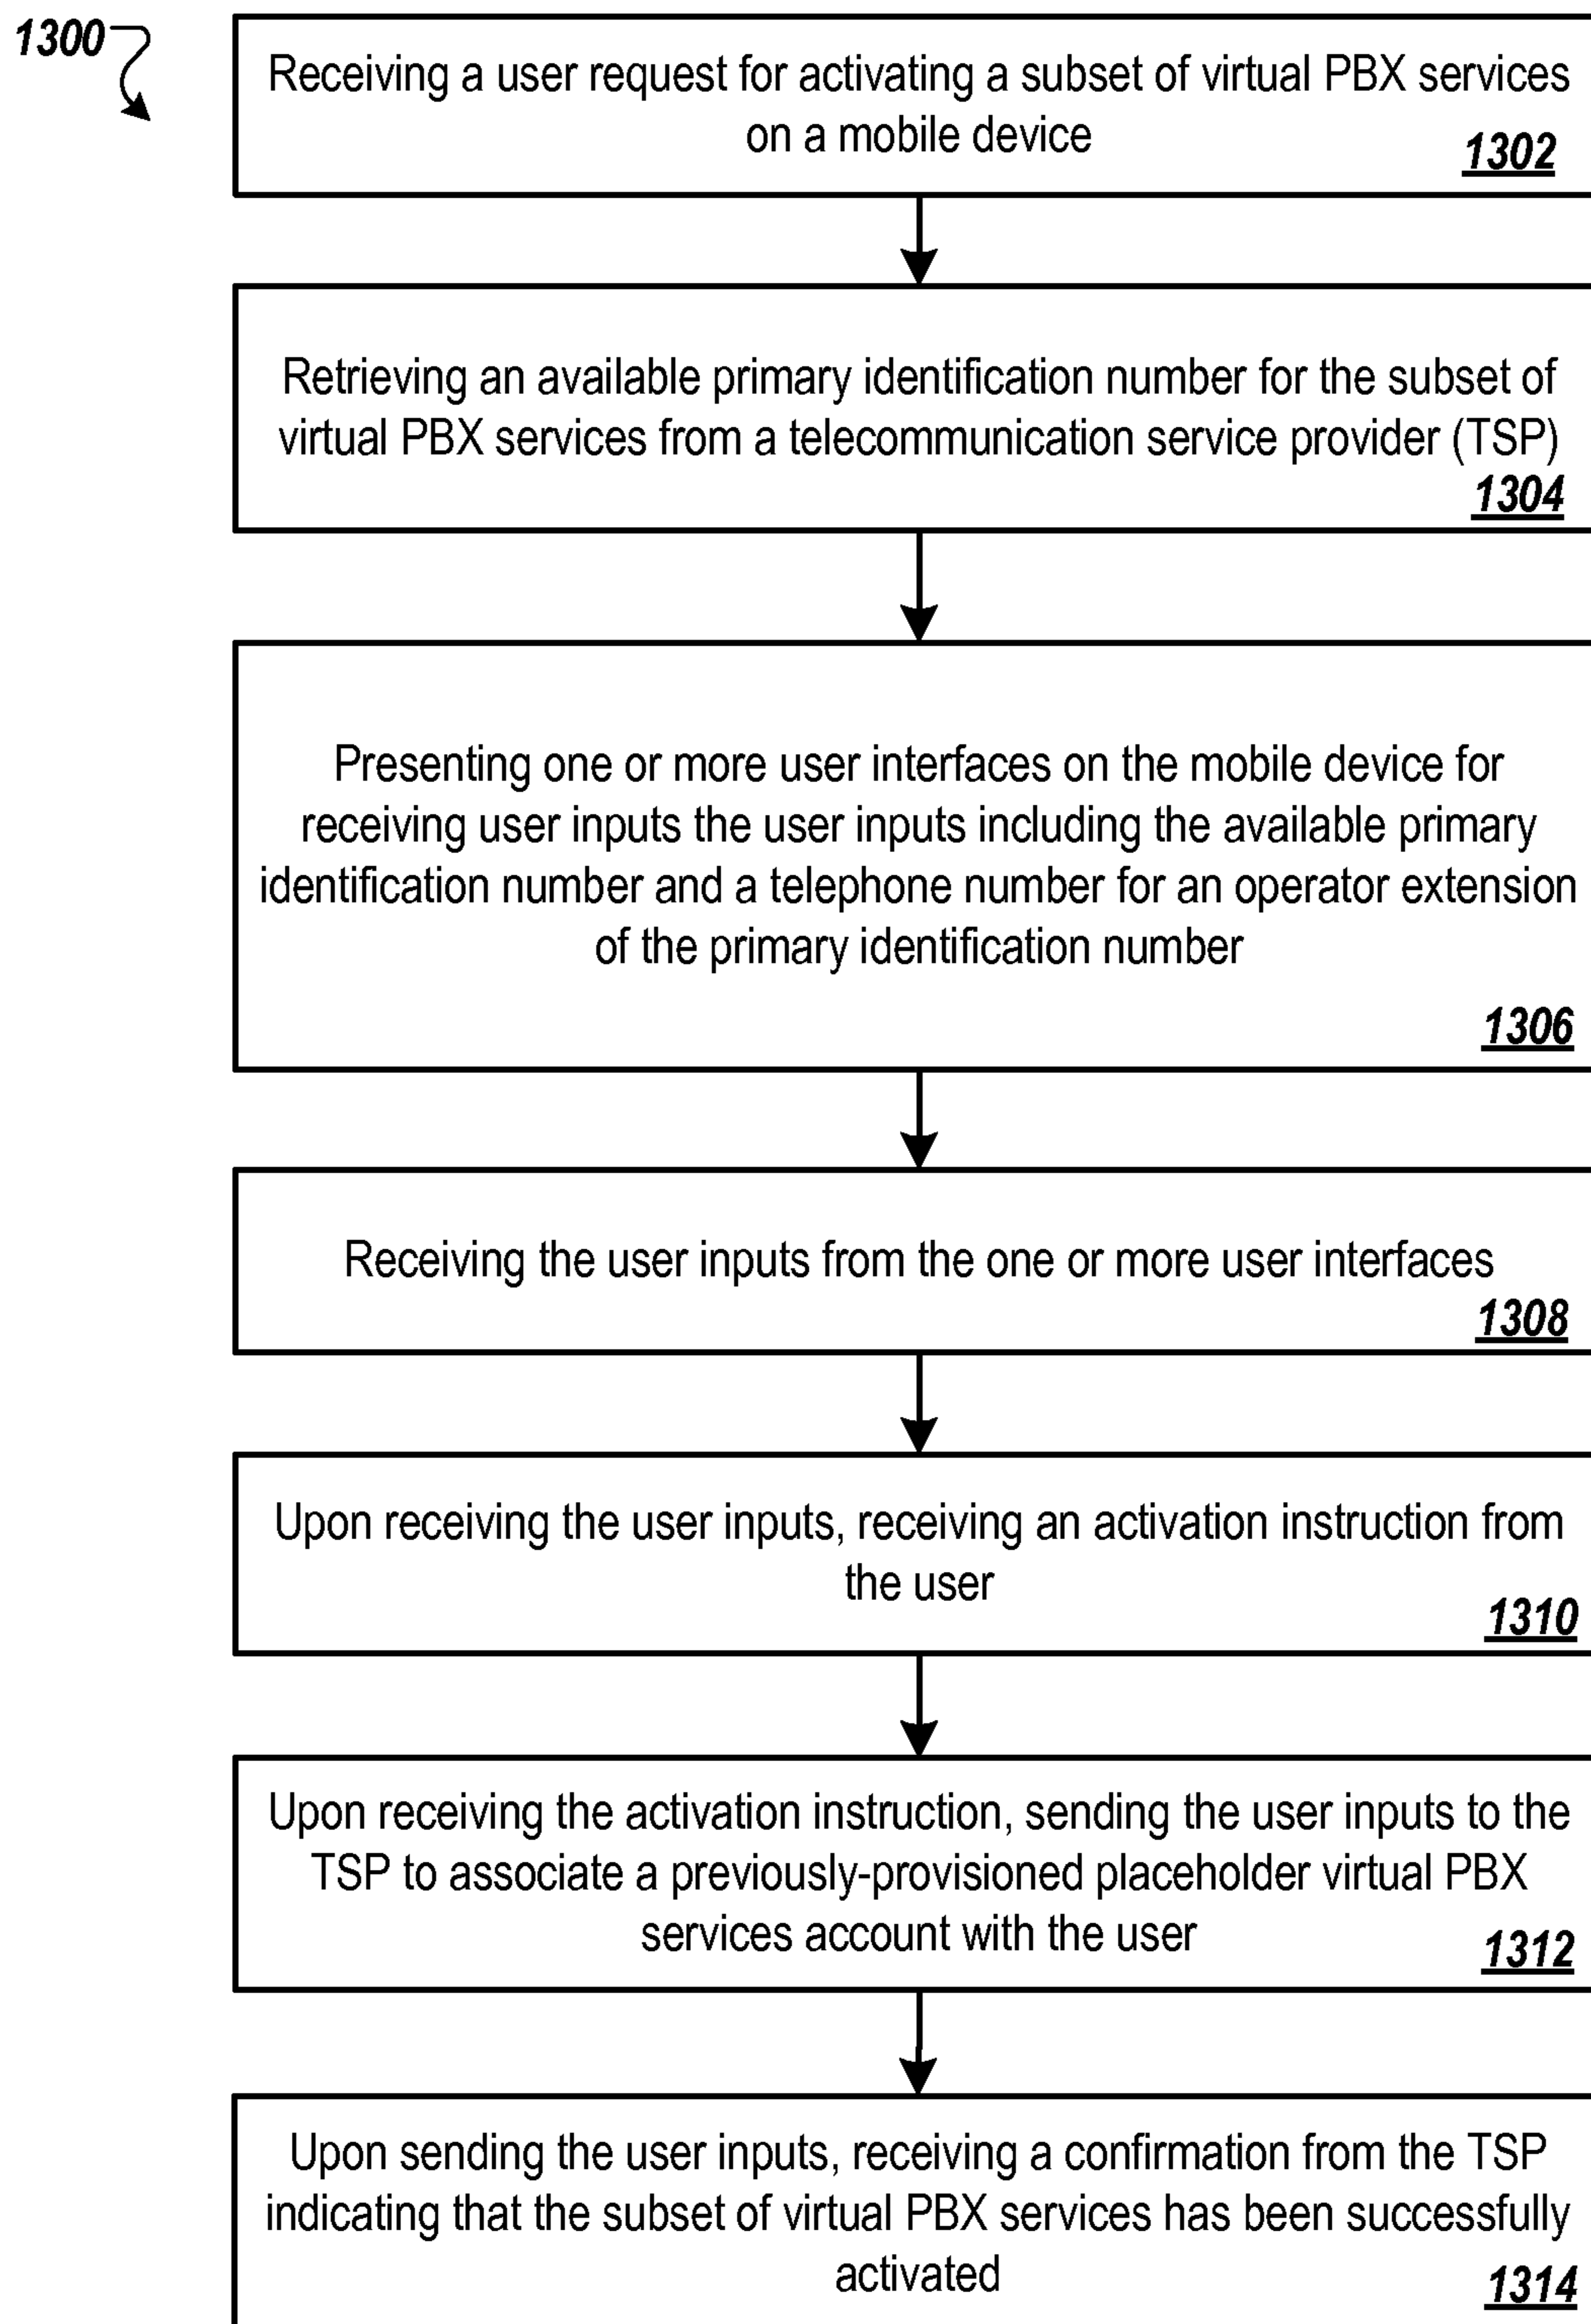 1300
Receiving a user request for activating a subset of virtual PBX services
on a mobile device
1302
Retrieving an available primary identification number for the subset of
virtual PBX services from a telecommunication service provider (TSP)
1304
Presenting one or more user interfaces on the mobile device for
receiving user inputs the user inputs including the available primary
identification number and a telephone number for an operator extension
of the primary identification number
1306
Receiving the user inputs from the one or more user interfaces
1308
Upon receiving the user inputs, receiving an activation instruction from
the user
1310
Upon receiving the activation instruction, sending the user inputs to the
TSP to associate a previously-provisioned placeholder virtual PBX
services account with the user
1312
Upon sending the user inputs, receiving a confirmation from the TSP
indicating that the subset of virtual PBX services has been successfully
activated
1314